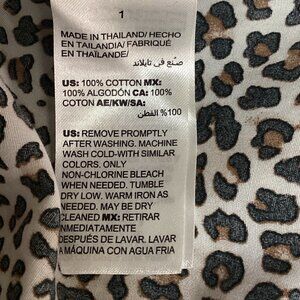 1
MADE IN THAILAND/ HECHO
EN TAILANDIA/ FABRIQUÉ
EN THAÏLANDE/
صنع في تايلاند
US: 100% COTTON MX:
100% ALGODÓN CA: 100%
COTON AE/KW/SA:
100% القطن
US: REMOVE PROMPTLY
AFTER WASHING. MACHINE
WASH COLD-WITH SIMILAR
COLORS. ONLY
NON-CHLORINE BLEACH
WHEN NEEDED. TUMBLE
DRY LOW. WARM IRON AS
NEEDED. MAY BE DRY
CLEANED MX: RETIRAR
INMEDIATAMENTE
DESPUÉS DE LAVAR. LAVAR
A MÁQUINA CON AGUA FRIA